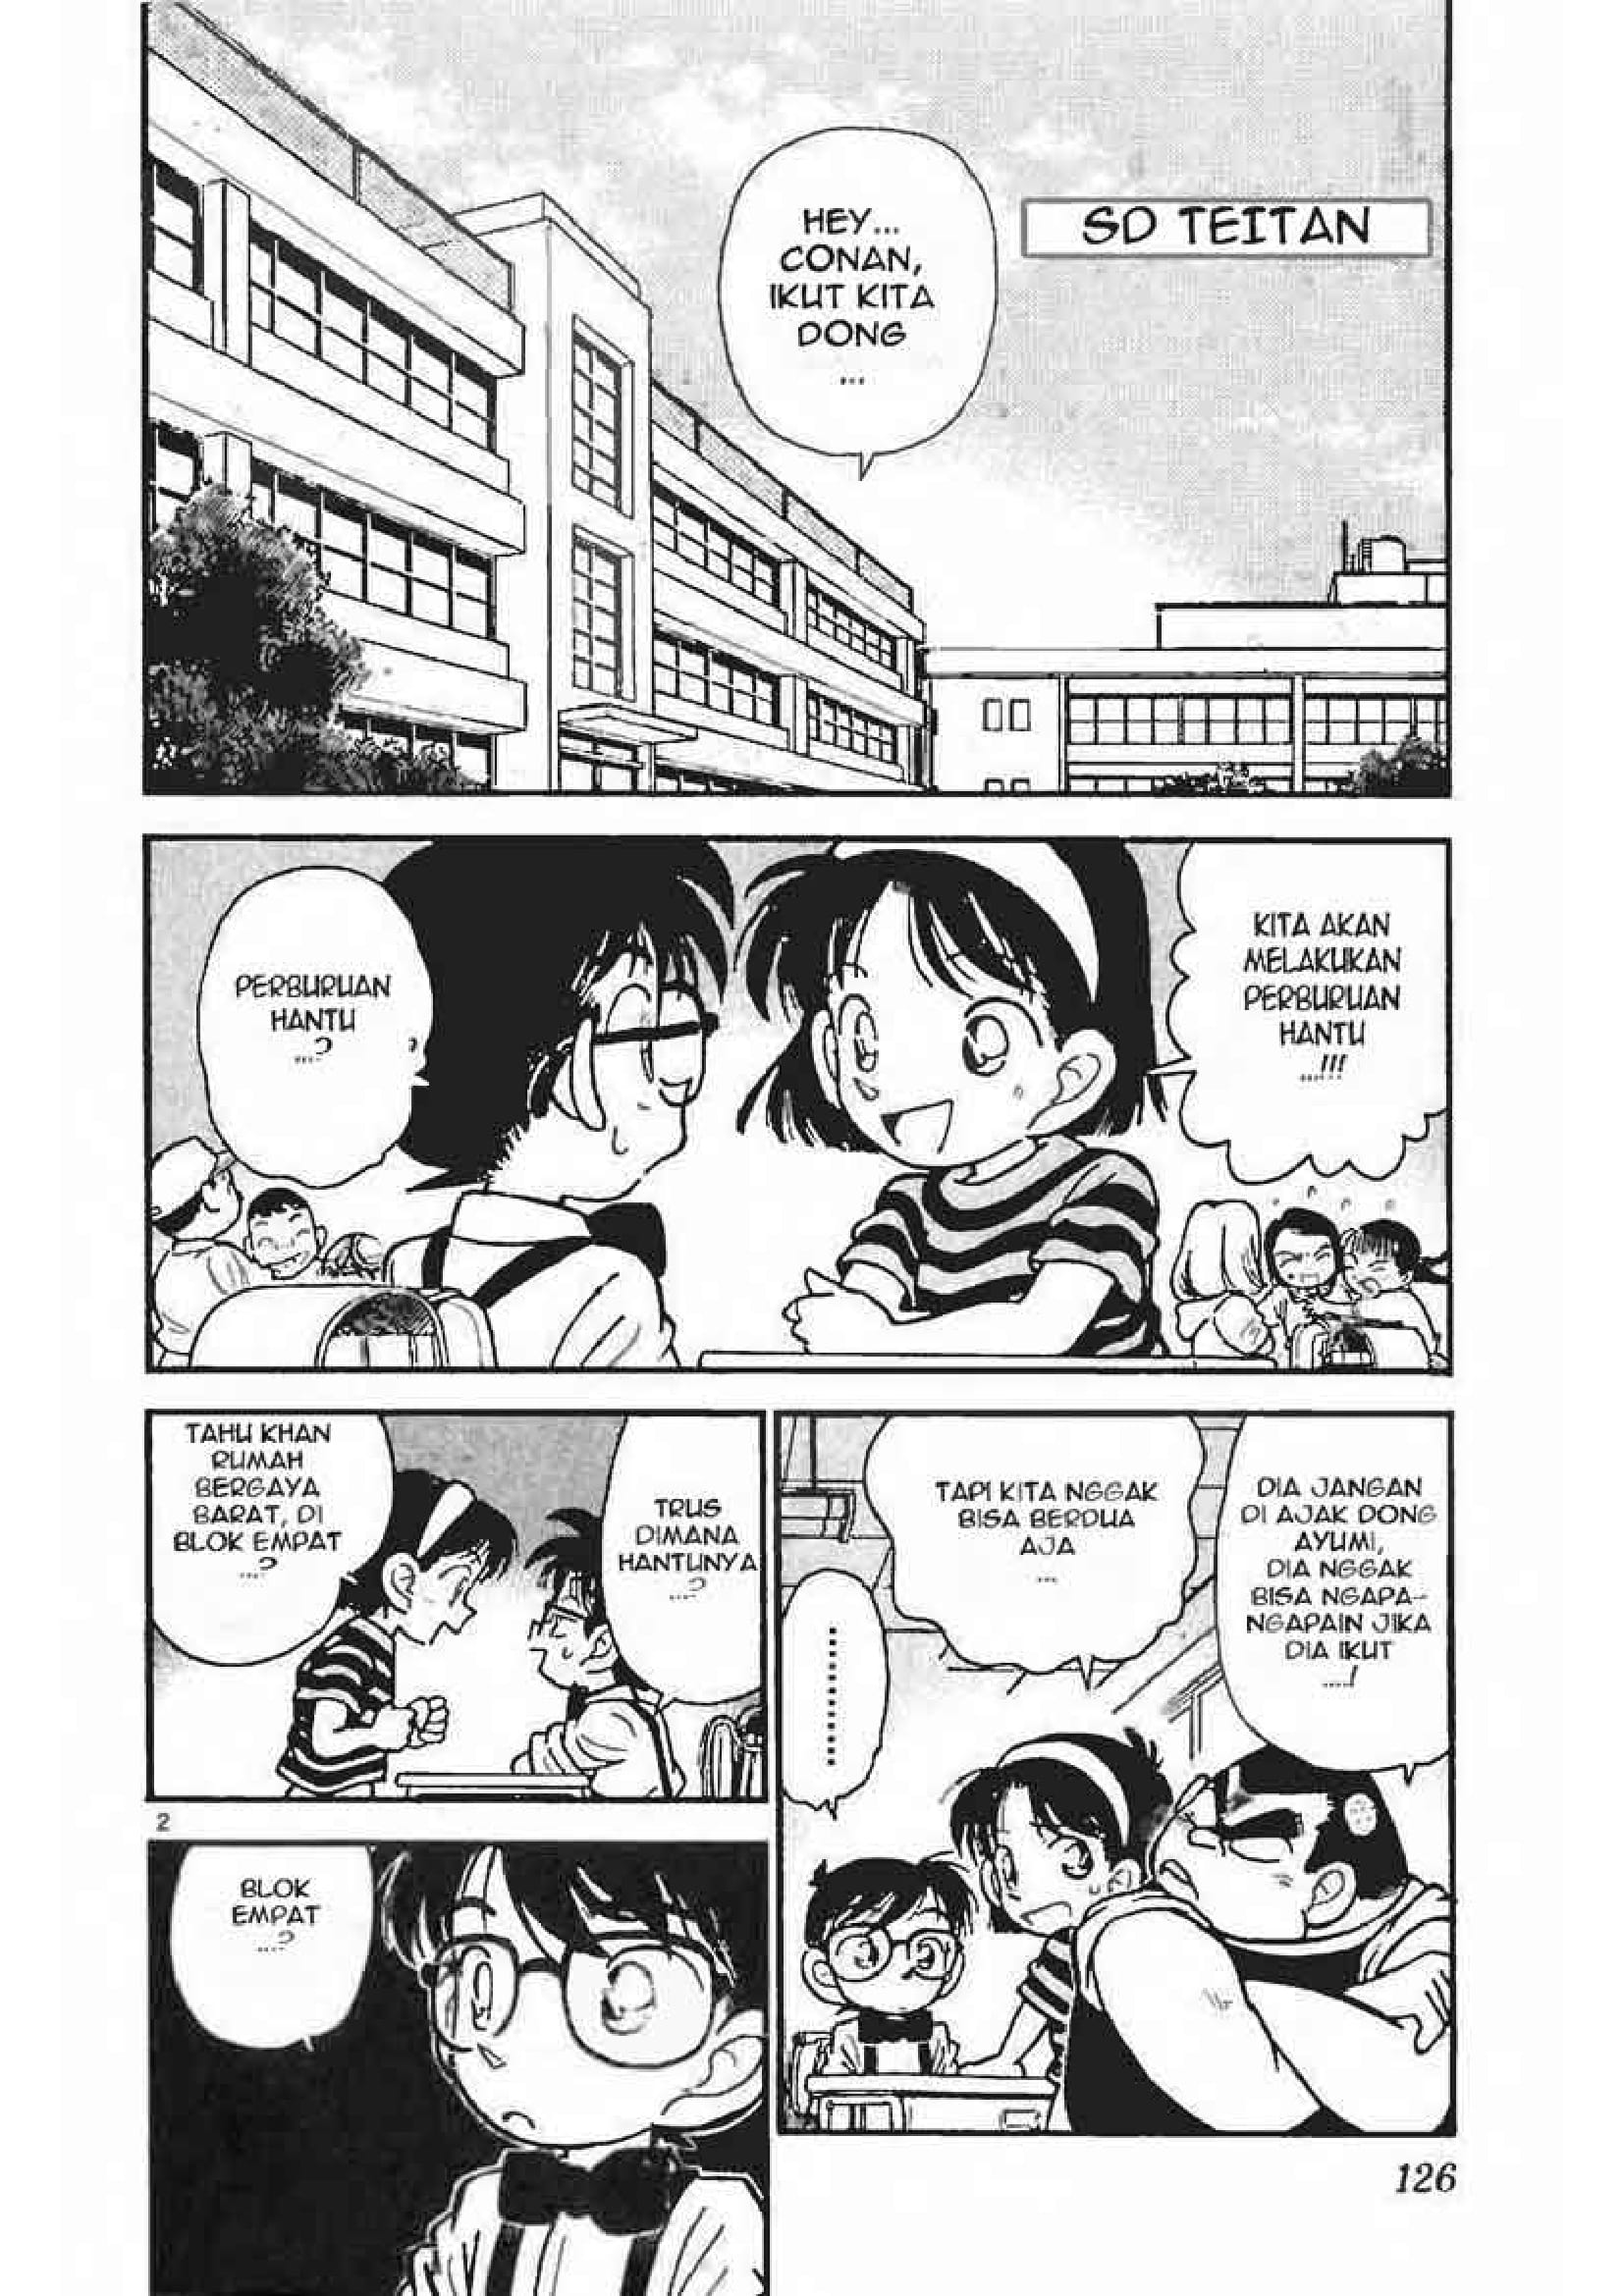 SD TEITAN
HEY...
CONAN,
IKUT KITA
DONG
...
KITA AKAN
MELAKUKAN
PERBURUAN
HANTU
......!!!
PERBURUAN
HANTU
....?
DIA JANGAN
DI AJAK DONG
AYUMI,
DIA NGGAK
BISA NGAPA-
NGAPAIN JIKA
DIA IKUT
....!
TAPI KITA NGGAK
BISA BERDUA
AJA
...
............
TRUS
DIMANA
HANTUNYA
....?
TAHU KHAN
RUMAH
BERGAYA
BARAT, DI
BLOK EMPAT
....?
2
BLOK
EMPAT
....?
126